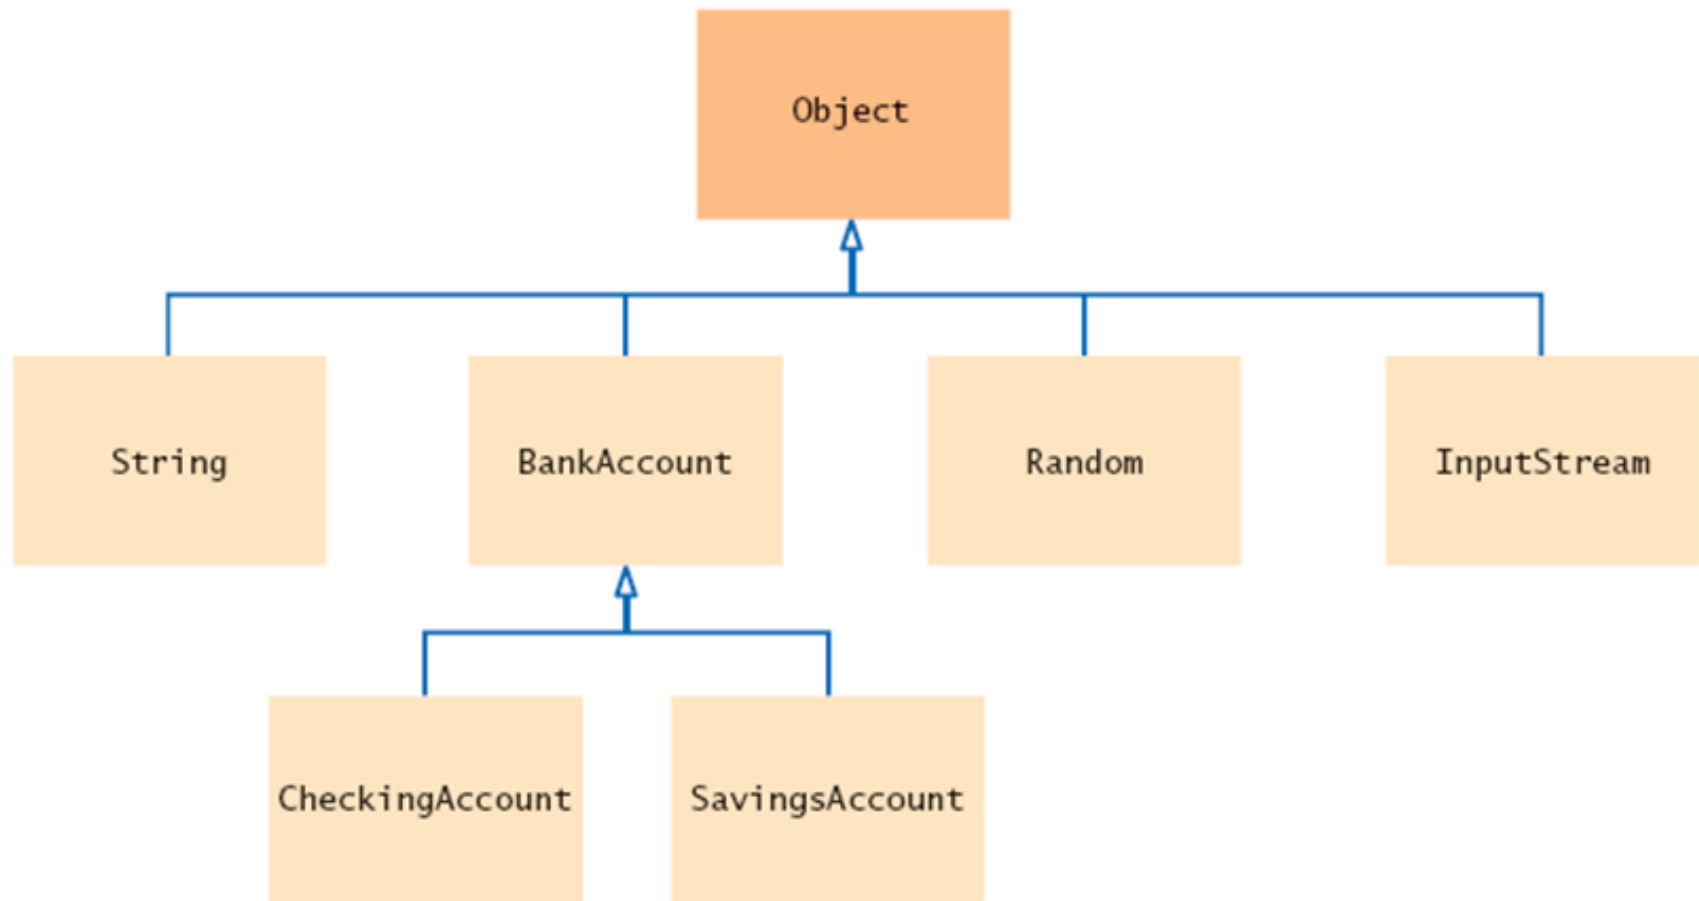 Object
String
BankAccount
Random
InputStream
CheckingAccount
SavingsAccount